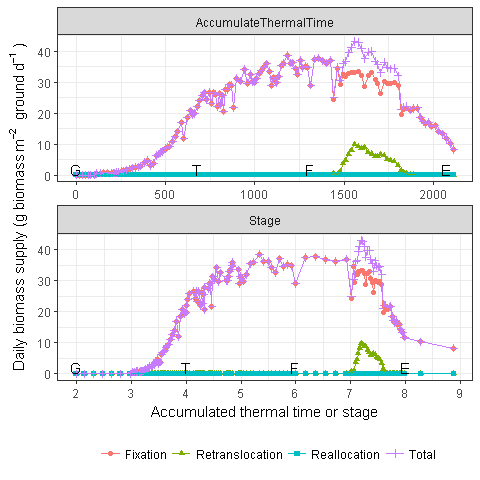 AccumulateThermalTime
40
30
20
10
0
G T F E
0 500 1000 1500 2000
Stage
40
30
20
10
0
G T F E
2 3 4 5 6 7 8 9
Daily biomass supply (g biomass m⁻² ground d⁻¹ )
Accumulated thermal time or stage
Fixation Retranslocation Reallocation Total